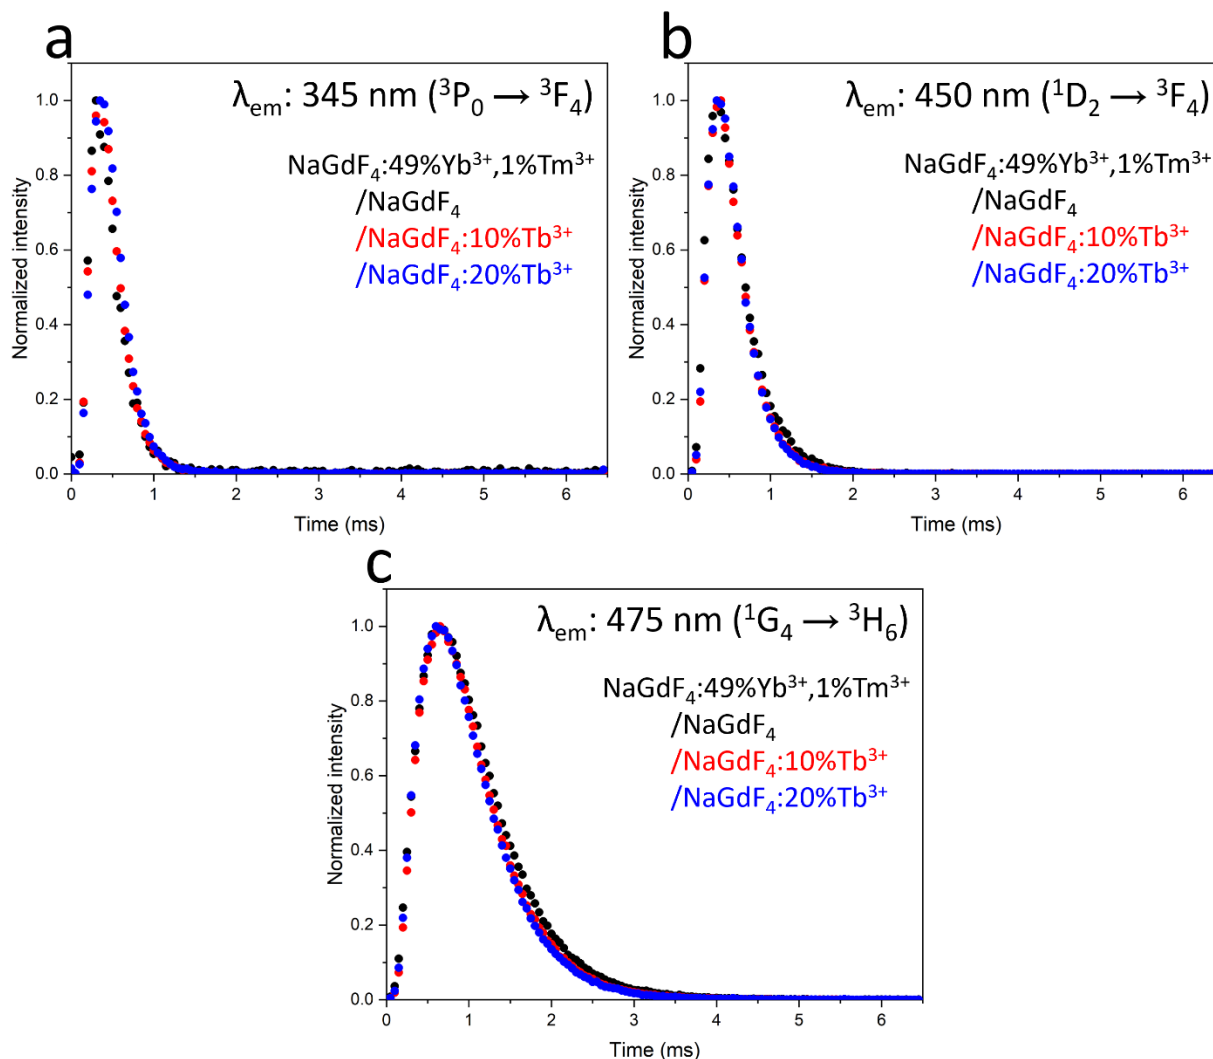 a
λem: 345 nm (³P₀ → ³F₄)
NaGdF₄:49%Yb³⁺,1%Tm³⁺
/NaGdF₄
/NaGdF₄:10%Tb³⁺
/NaGdF₄:20%Tb³⁺
Normalized intensity
1.0
0.8
0.6
0.4
0.2
0.0
0 1 2 3 4 5 6
Time (ms)
b
λem: 450 nm (¹D₂ → ³F₄)
NaGdF₄:49%Yb³⁺,1%Tm³⁺
/NaGdF₄
/NaGdF₄:10%Tb³⁺
/NaGdF₄:20%Tb³⁺
Normalized intensity
1.0
0.8
0.6
0.4
0.2
0.0
0 1 2 3 4 5 6
Time (ms)
c
λem: 475 nm (¹G₄ → ³H₆)
NaGdF₄:49%Yb³⁺,1%Tm³⁺
/NaGdF₄
/NaGdF₄:10%Tb³⁺
/NaGdF₄:20%Tb³⁺
Normalized intensity
1.0
0.8
0.6
0.4
0.2
0.0
0 1 2 3 4 5 6
Time (ms)